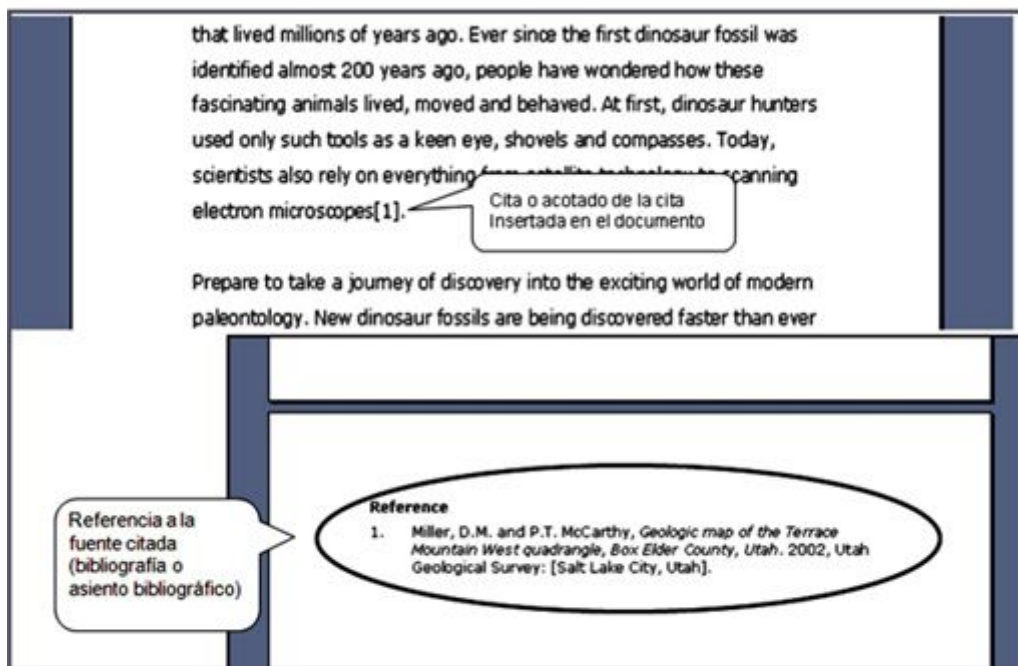 that lived millions of years ago. Ever since the first dinosaur fossil was
identified almost 200 years ago, people have wondered how these
fascinating animals lived, moved and behaved. At first, dinosaur hunters
used only such tools as a keen eye, shovels and compasses. Today,
scientists also rely on everything from satellite technology to scanning
electron microscopes[1].
Cita o acotado de la cita
Insertada en el documento
Prepare to take a journey of discovery into the exciting world of modern
paleontology. New dinosaur fossils are being discovered faster than ever
Referencia a la
fuente citada
(bibliografía o
asiento bibliográfico)
Reference
1. Miller, D.M. and P.T. McCarthy, Geologic map of the Terrace
Mountain West quadrangle, Box Elder County, Utah. 2002, Utah
Geological Survey: [Salt Lake City, Utah].